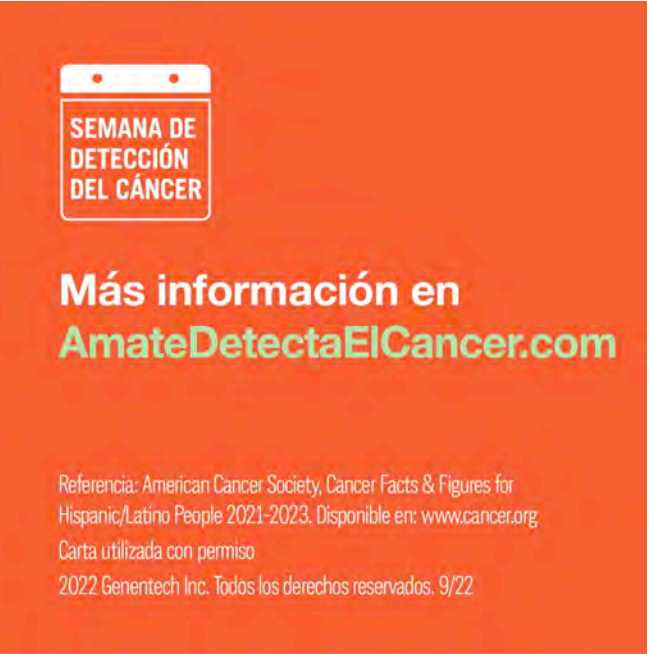 SEMANA DE
DETECCIÓN
DEL CÁNCER
Más información en
AmateDetectaElCancer.com
Referencia: American Cancer Society, Cancer Facts & Figures for
Hispanic/Latino People 2021-2023. Disponible en: www.cancer.org
Carta utilizada con permiso
2022 Genentech Inc. Todos los derechos reservados. 9/22